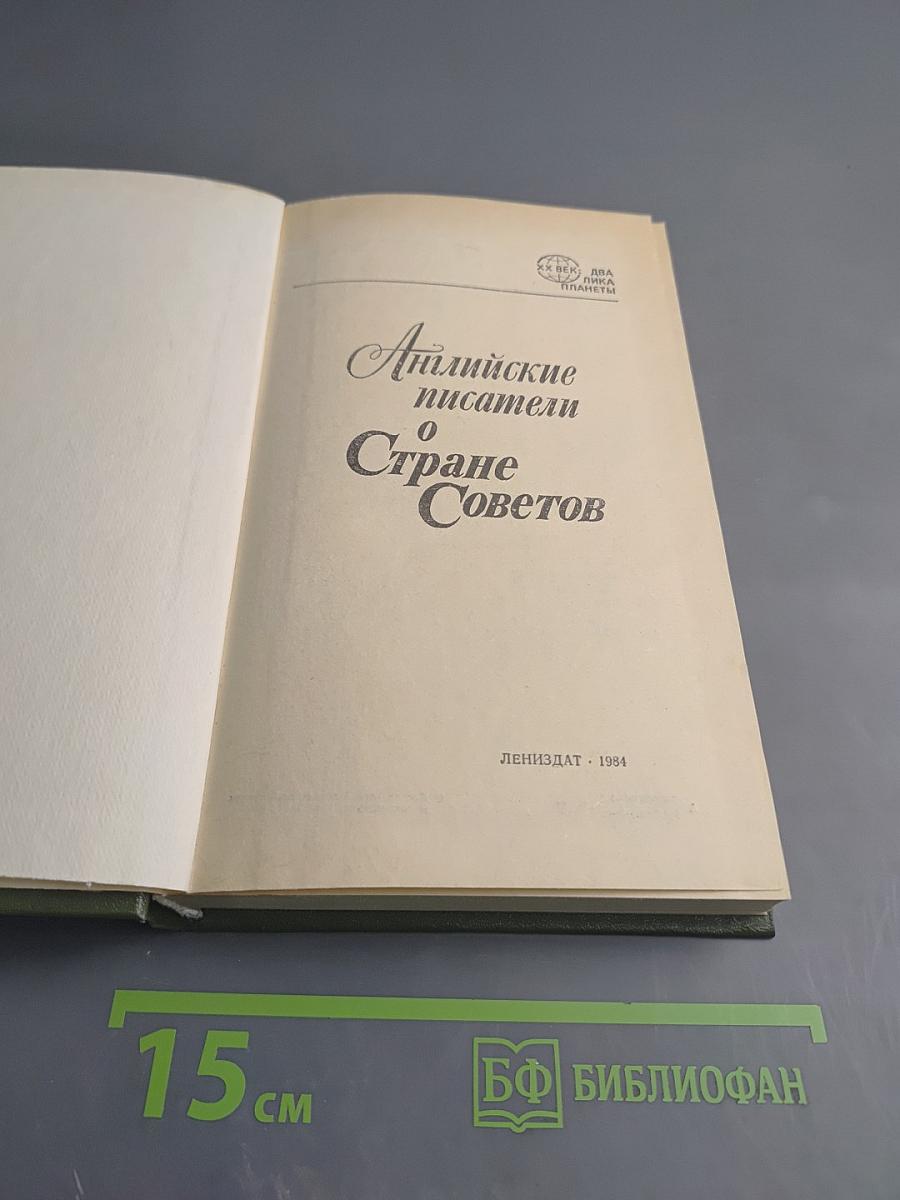 XX ВЕК: ДВА
ЛИКА
ПЛАНЕТЫ
Английские
писатели
о
Стране
Советов
ЛЕНИЗДАТ · 1984
15 см
БФ БИБЛИОФАН